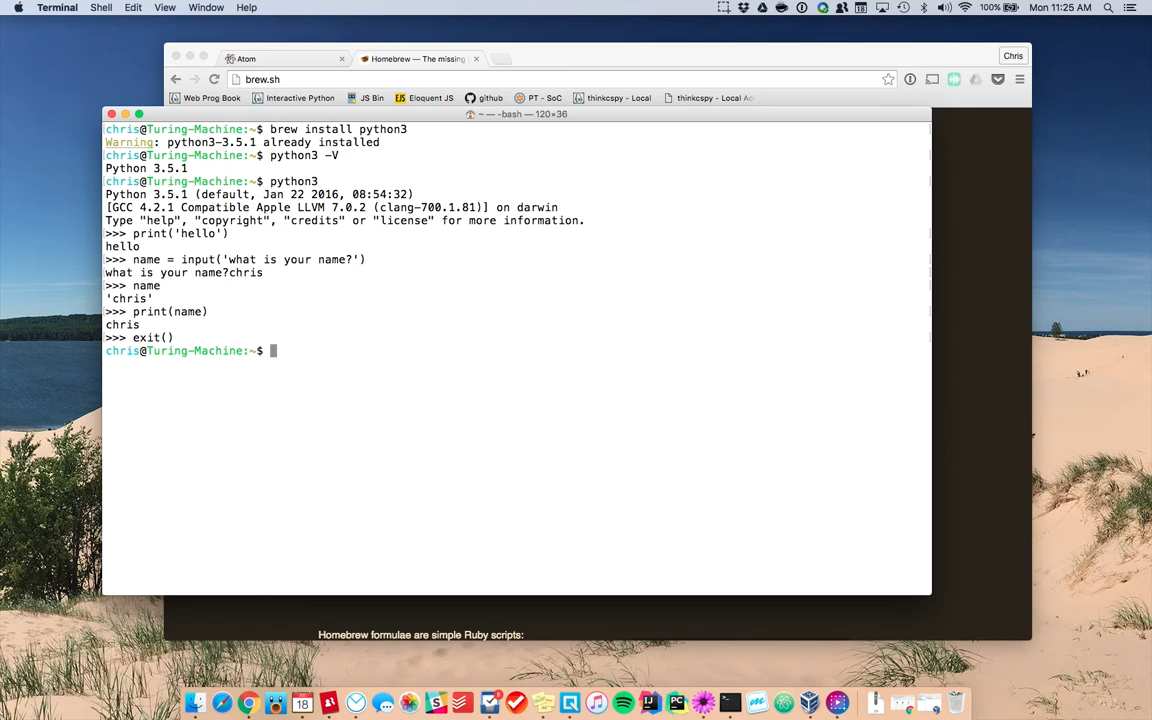 Terminal Shell Edit View Window Help 100% Mon 11:25 AM
Atom Homebrew — The missing Chris
brew.sh
Web Prog Book Interactive Python JS Bin Eloquent JS github PT - SoC thinkcspy - Local thinkcspy - Local Ac
~ — -bash — 120×36
chris@Turing-Machine:~$ brew install python3
Warning: python3-3.5.1 already installed
chris@Turing-Machine:~$ python3 -V
Python 3.5.1
chris@Turing-Machine:~$ python3
Python 3.5.1 (default, Jan 22 2016, 08:54:32)
[GCC 4.2.1 Compatible Apple LLVM 7.0.2 (clang-700.1.81)] on darwin
Type "help", "copyright", "credits" or "license" for more information.
>>> print('hello')
hello
>>> name = input('what is your name?')
what is your name?chris
>>> name
'chris'
>>> print(name)
chris
>>> exit()
chris@Turing-Machine:~$
Homebrew formulae are simple Ruby scripts:
18